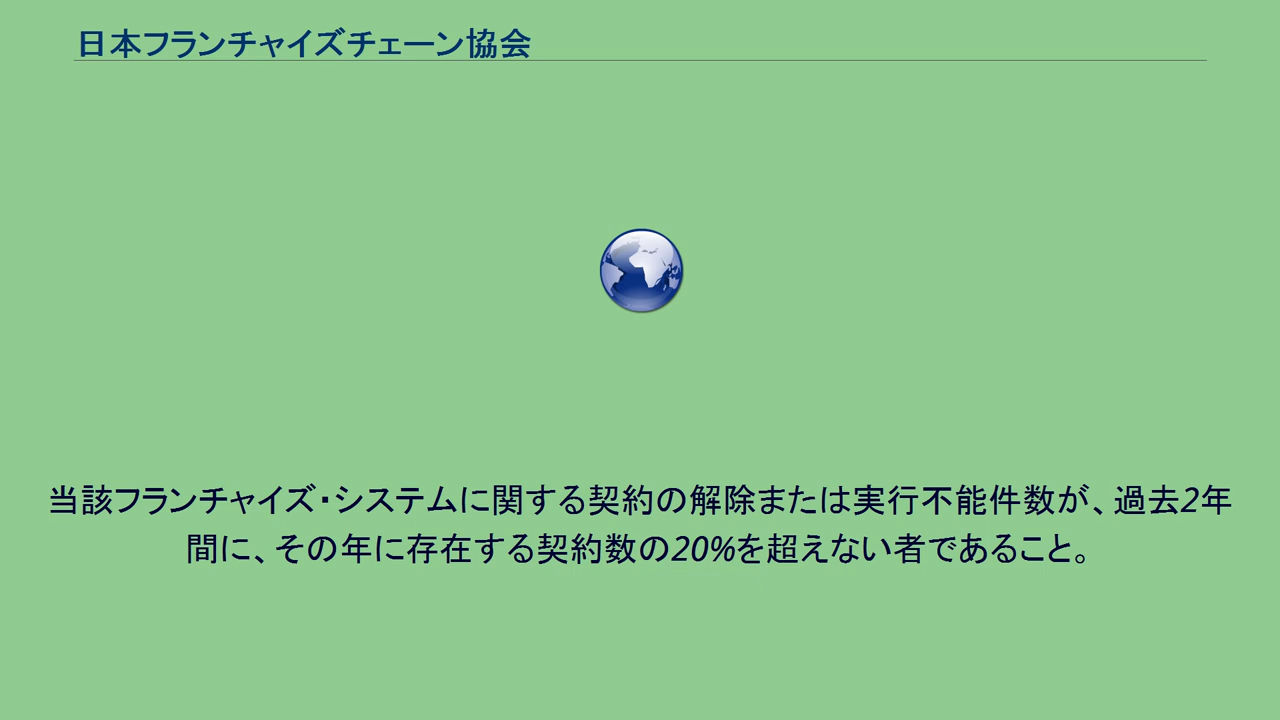 日本フランチャイズチェーン協会
当該フランチャイズ・システムに関する契約の解除または実行不能件数が、過去2年
間に、その年に存在する契約数の20%を超えない者であること。